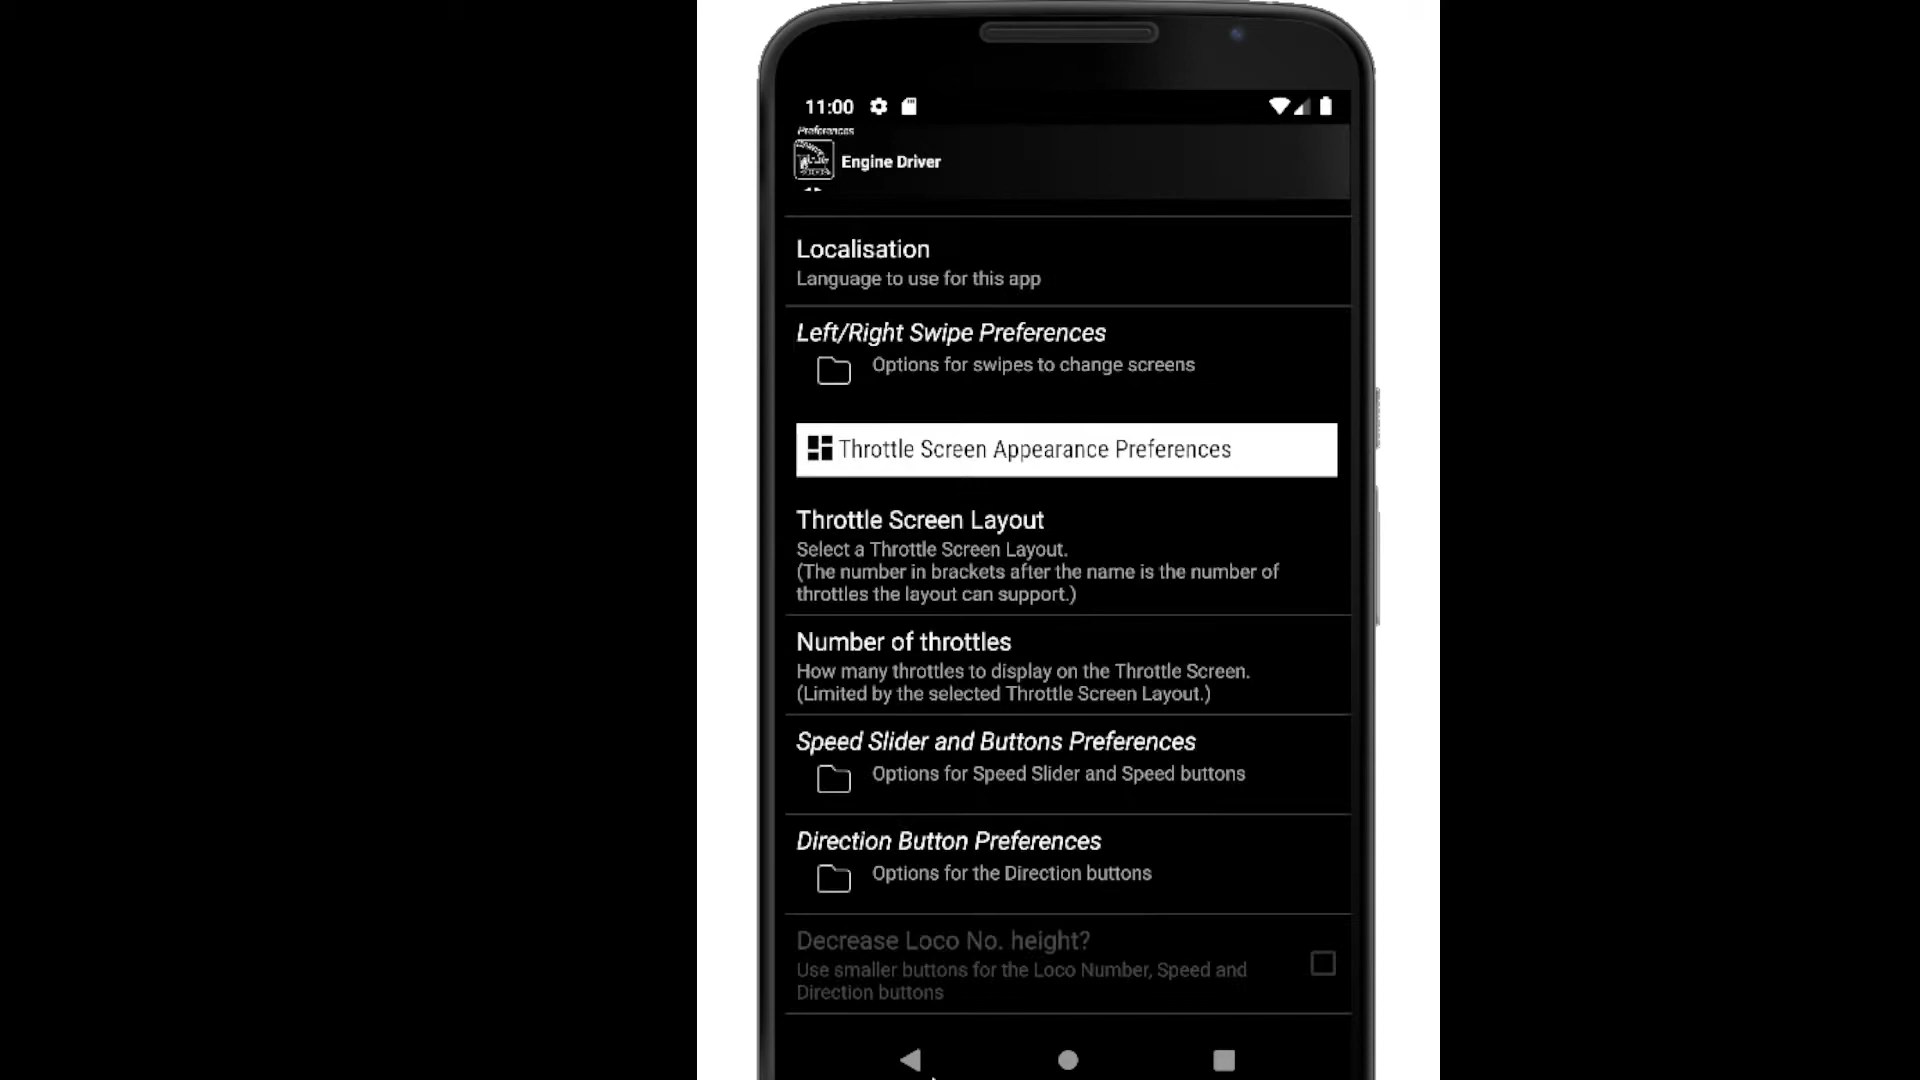 11:00
Preferences
Engine Driver
Localisation
Language to use for this app
Left/Right Swipe Preferences
Options for swipes to change screens
Throttle Screen Appearance Preferences
Throttle Screen Layout
Select a Throttle Screen Layout.
(The number in brackets after the name is the number of
throttles the layout can support.)
Number of throttles
How many throttles to display on the Throttle Screen.
(Limited by the selected Throttle Screen Layout.)
Speed Slider and Buttons Preferences
Options for Speed Slider and Speed buttons
Direction Button Preferences
Options for the Direction buttons
Decrease Loco No. height?
Use smaller buttons for the Loco Number, Speed and
Direction buttons